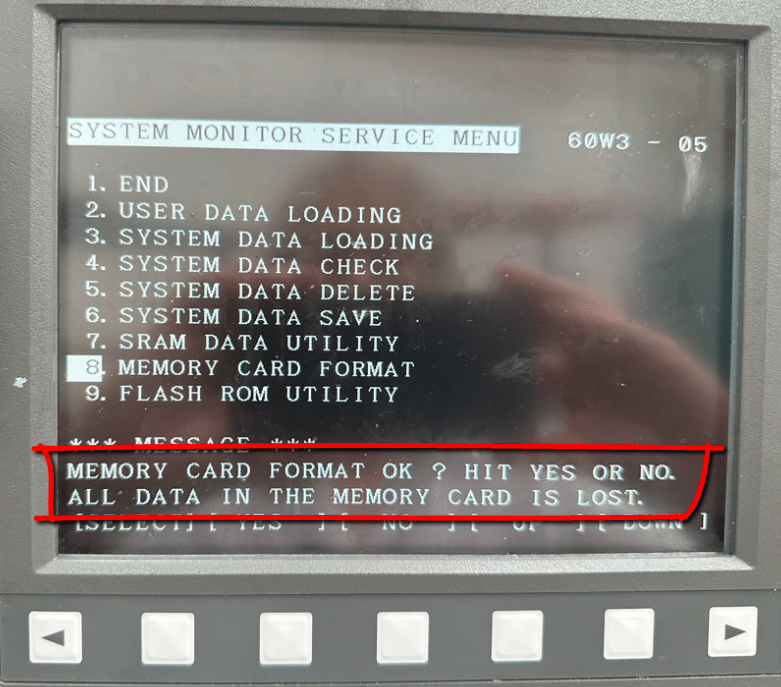 SYSTEM MONITOR SERVICE MENU 60W3 - 05
1. END
2. USER DATA LOADING
3. SYSTEM DATA LOADING
4. SYSTEM DATA CHECK
5. SYSTEM DATA DELETE
6. SYSTEM DATA SAVE
7. SRAM DATA UTILITY
8. MEMORY CARD FORMAT
9. FLASH ROM UTILITY
*** MESSAGE ***
MEMORY CARD FORMAT OK ? HIT YES OR NO.
ALL DATA IN THE MEMORY CARD IS LOST.
[SELECT] [ YES ] [ NO ] [ UP ] [ DOWN ]